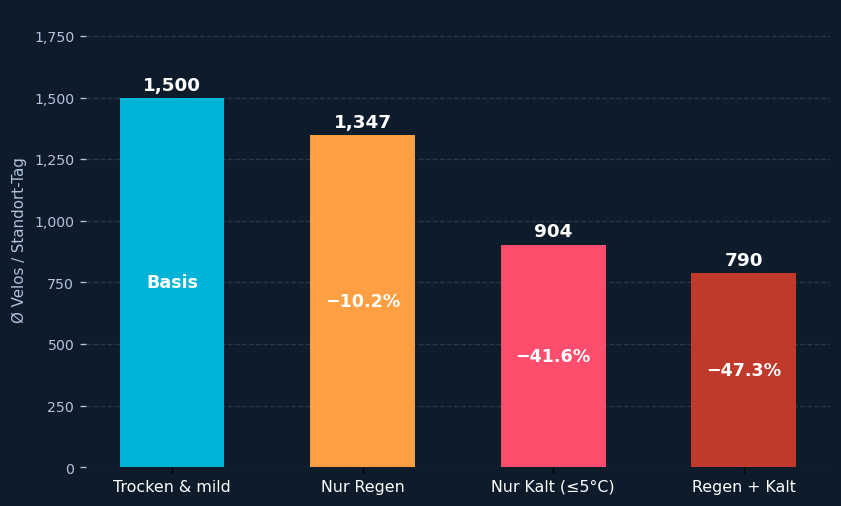 Ø Velos / Standort-Tag
1,750
1,500
1,250
1,000
750
500
250
0
1,500
1,347
904
790
Basis
−10.2%
−41.6%
−47.3%
Trocken & mild
Nur Regen
Nur Kalt (≤5°C)
Regen + Kalt